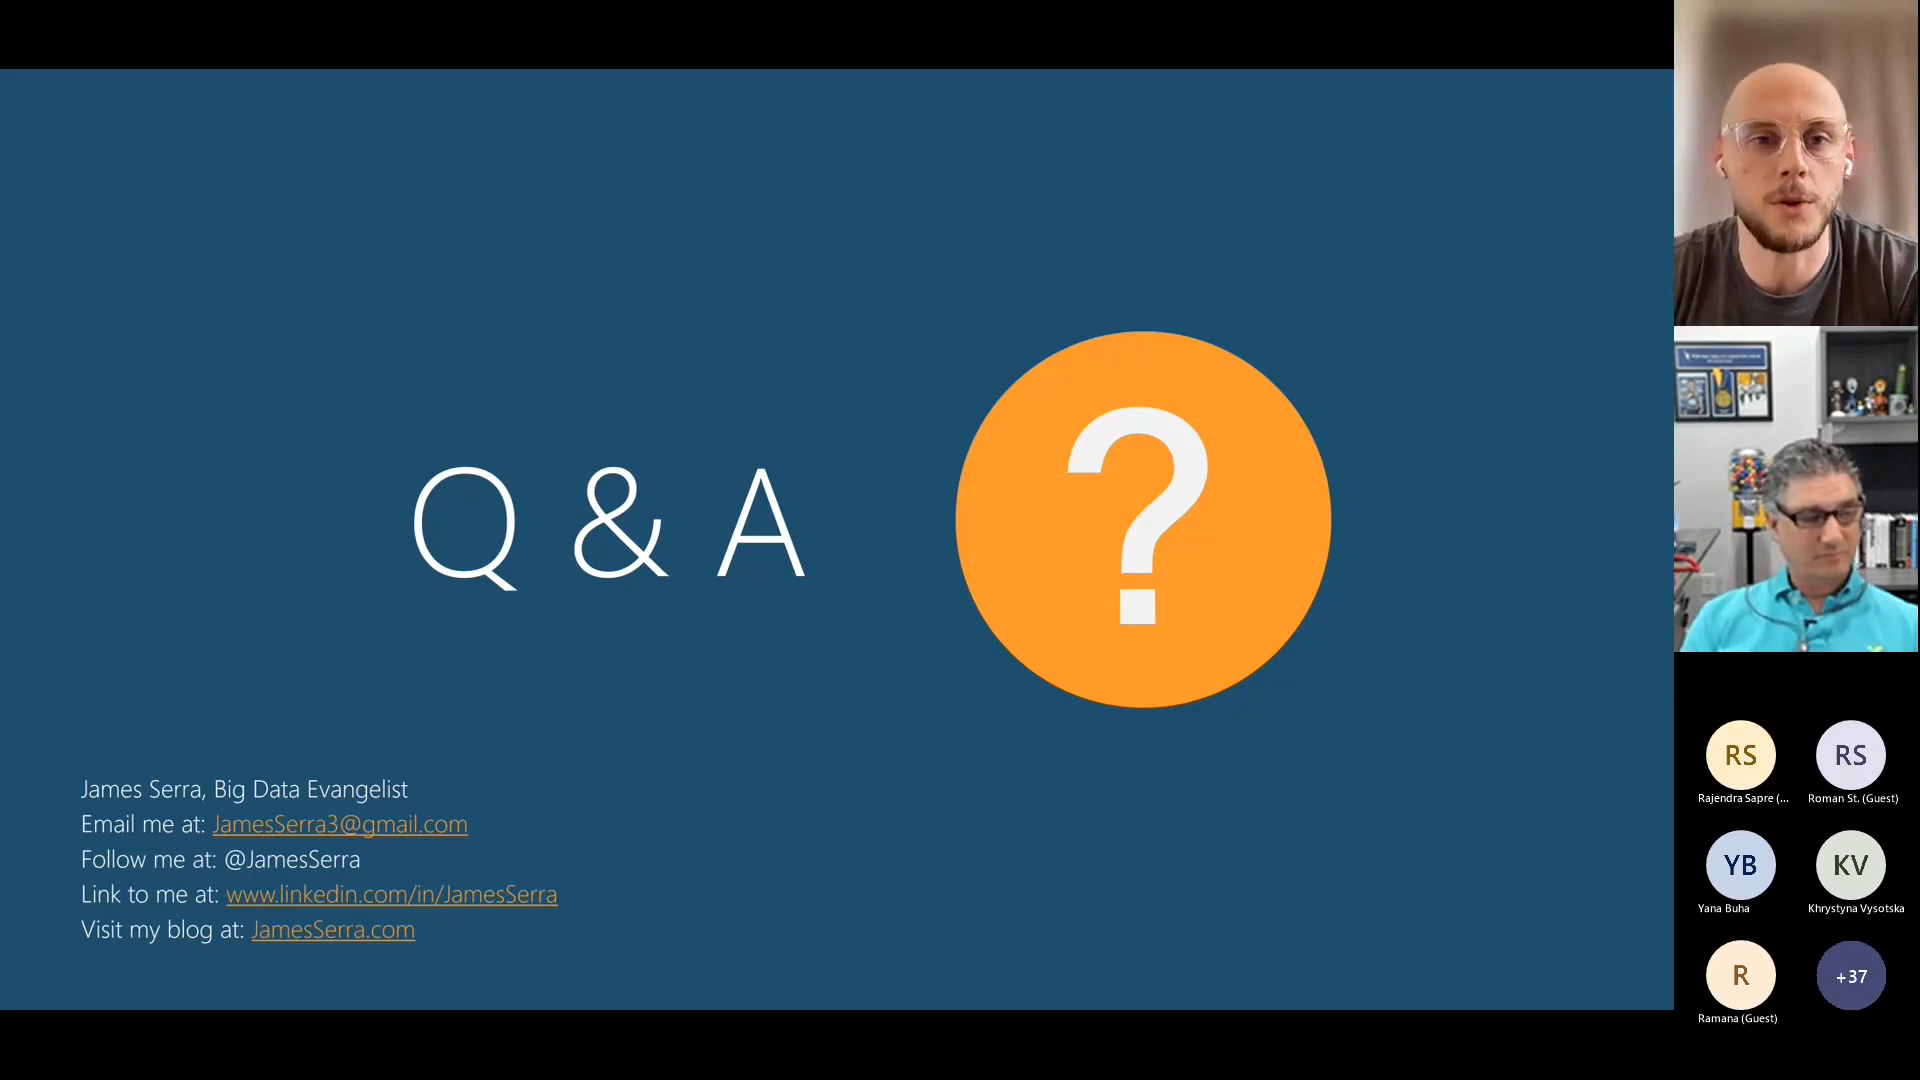 Q & A
?
James Serra, Big Data Evangelist
Email me at: JamesSerra3@gmail.com
Follow me at: @JamesSerra
Link to me at: www.linkedin.com/in/JamesSerra
Visit my blog at: JamesSerra.com
RS
RS
Rajendra Sapre (...
Roman St. (Guest)
YB
KV
Yana Buha
Khrystyna Vysotska
R
+37
Ramana (Guest)